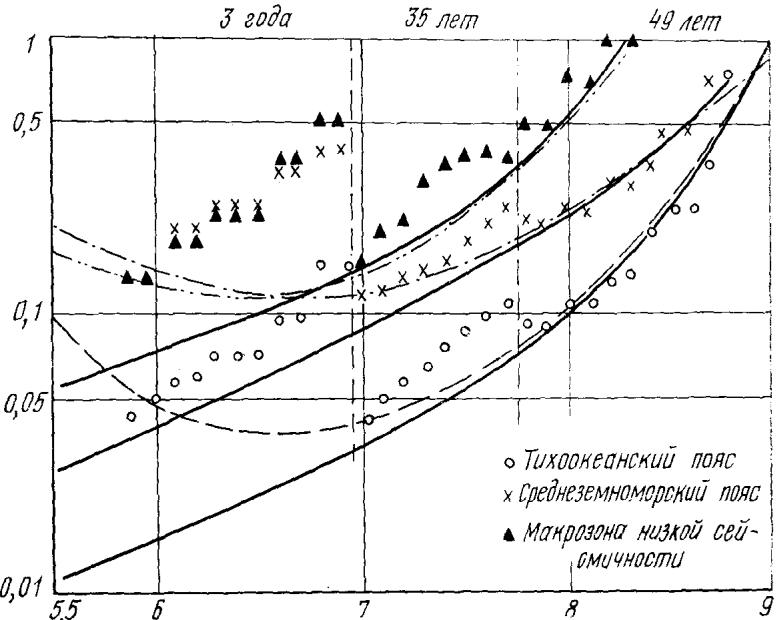 3 года 35 лет 49 лет
1
0,5
0,1
0,05
0,01
Тихоокеанский пояс
Среднеземноморский пояс
Макрозона низкой сей-
смичности
5,5 6 7 8 9